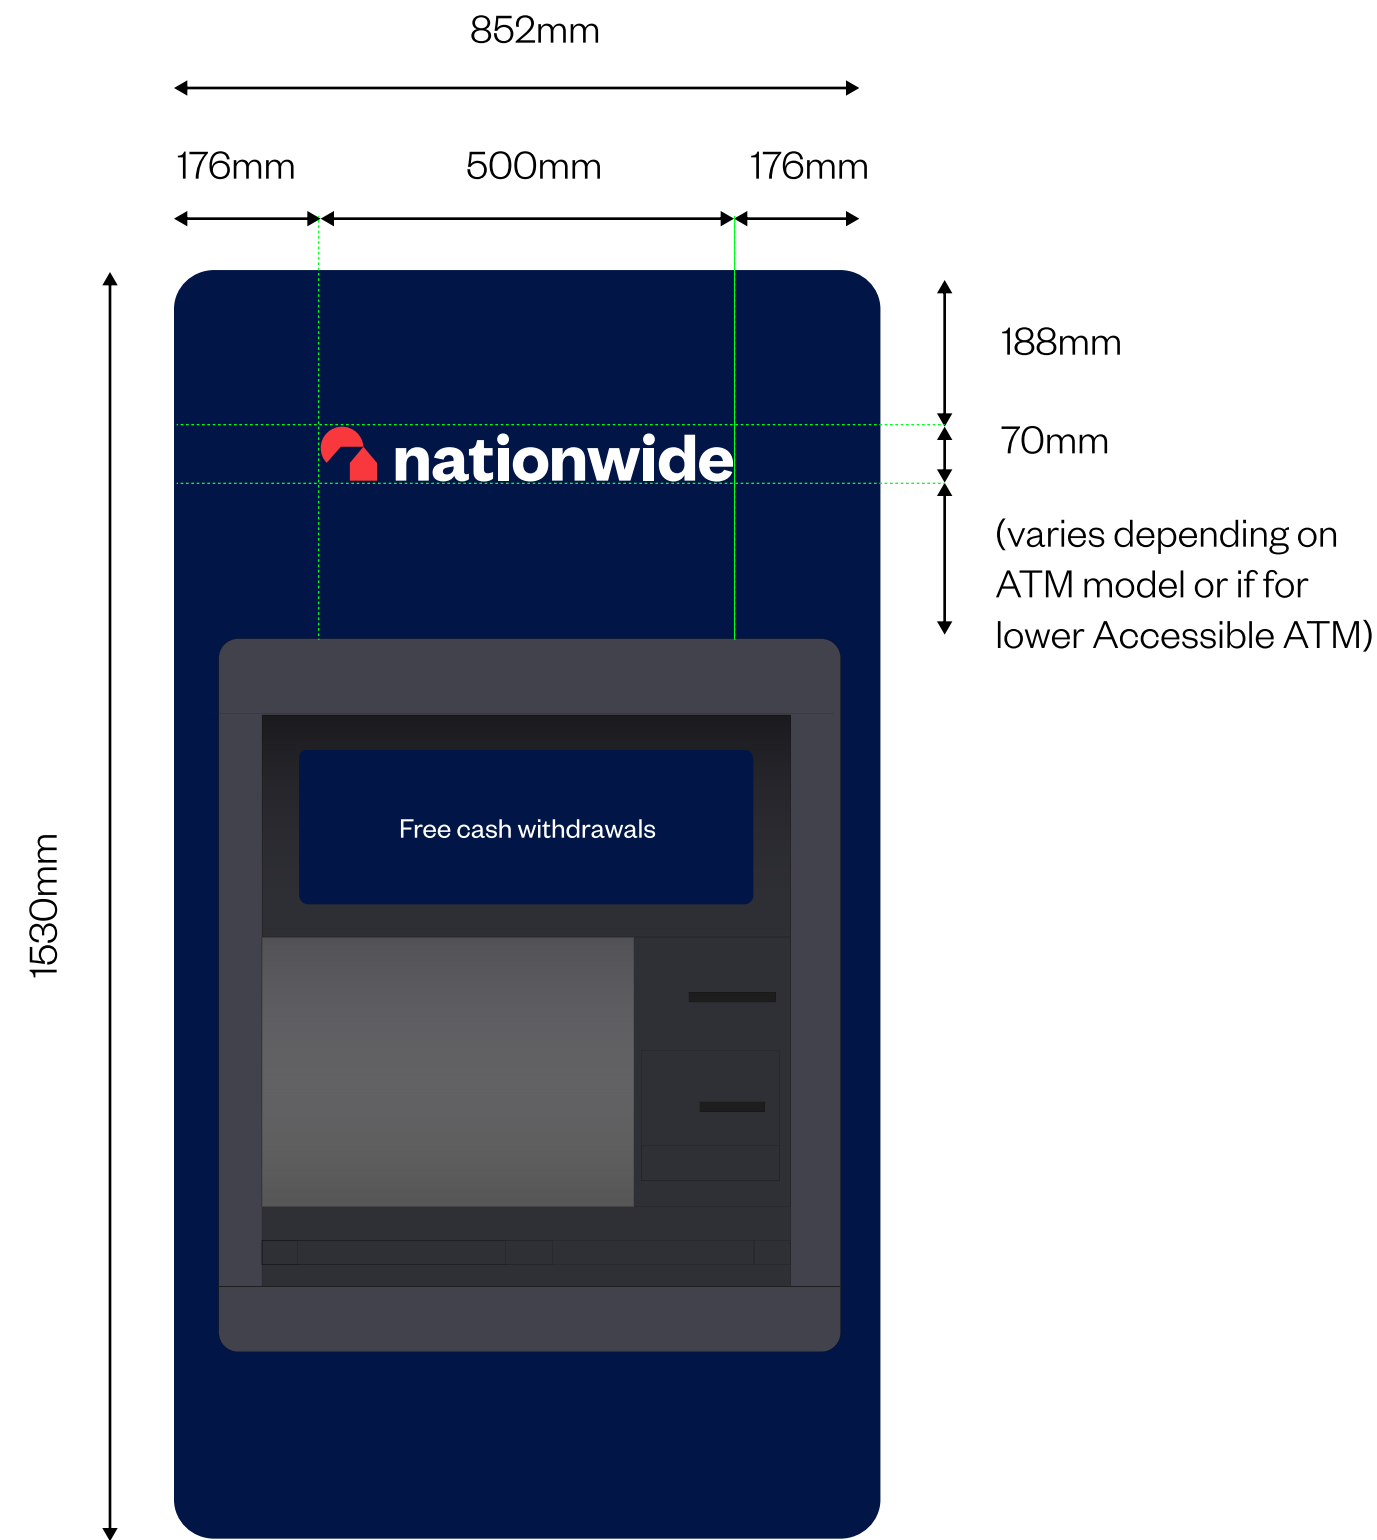 852mm
176mm 500mm 176mm
188mm
70mm
nationwide
(varies depending on
ATM model or if for
lower Accessible ATM)
Free cash withdrawals
1530mm